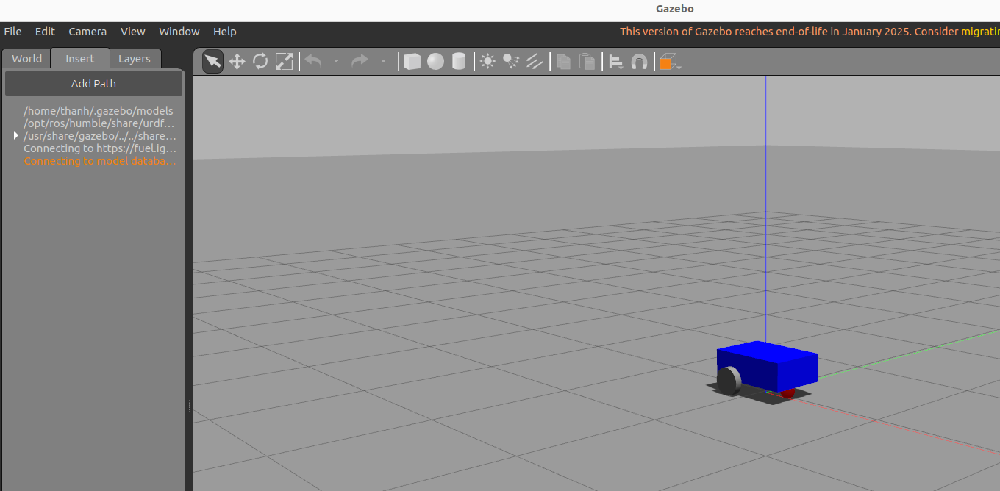 Gazebo
File Edit Camera View Window Help
This version of Gazebo reaches end-of-life in January 2025. Consider
World Insert Layers
Add Path
/home/thanh/.gazebo/models
/opt/ros/humble/share/urdf...
/usr/share/gazebo/../../share...
Connecting to https://fuel.ig...
Connecting to model databa...